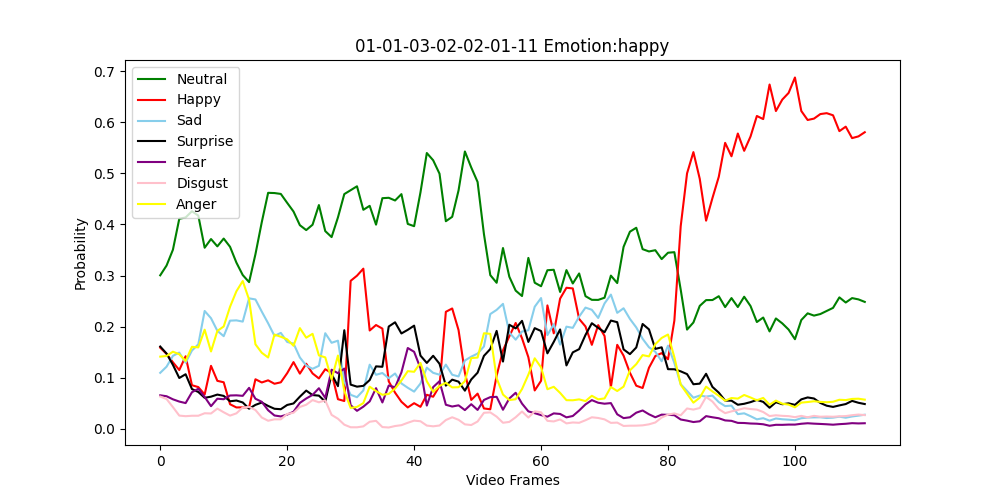 01-01-03-02-02-01-11 Emotion:happy
Probability
0.7
0.6
0.5
0.4
0.3
0.2
0.1
0.0
Neutral
Happy
Sad
Surprise
Fear
Disgust
Anger
0 20 40 60 80 100
Video Frames